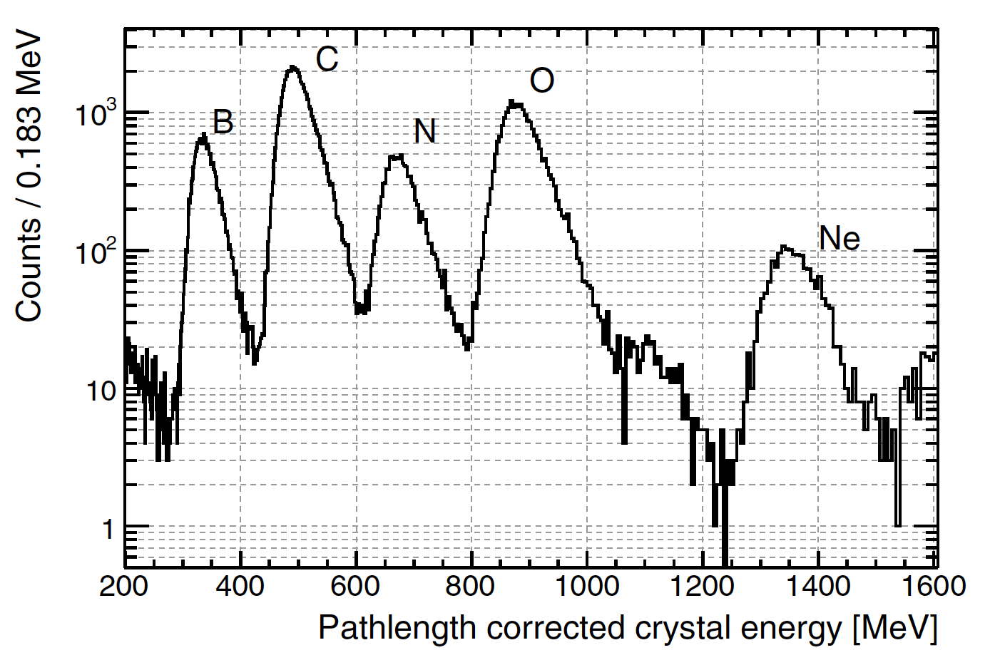 Counts / 0.183 MeV
C
O
B
N
Ne
10³
10²
10
1
200 400 600 800 1000 1200 1400 1600
Pathlength corrected crystal energy [MeV]